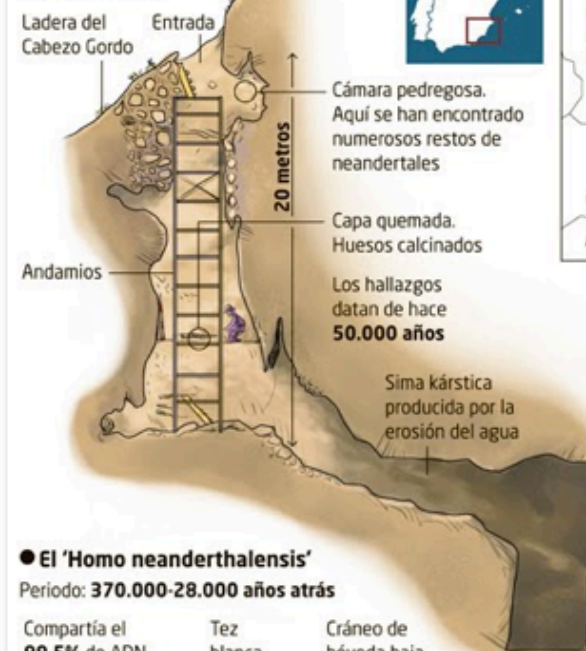 Ladera del
Cabezo Gordo
Entrada
Cámara pedregosa.
Aquí se han encontrado
numerosos restos de
neandertales
20 metros
Capa quemada.
Huesos calcinados
Andamios
Los hallazgos
datan de hace
50.000 años
Sima kárstica
producida por la
erosión del agua
El 'Homo neanderthalensis'
Periodo: 370.000-28.000 años atrás
Compartía el
Tez
Cráneo de